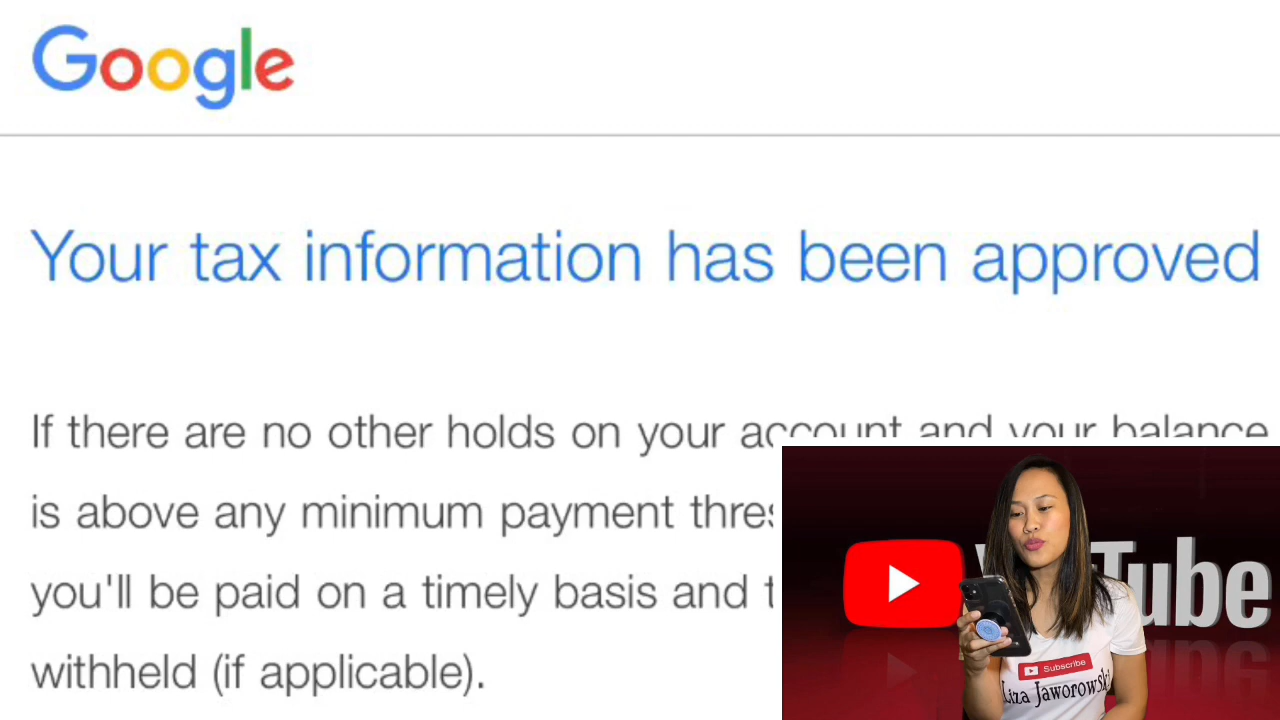 Google
Your tax information has been approved
If there are no other holds on your account and your balance
is above any minimum payment
you'll be paid on a timely basis and
withheld (if applicable).
YouTube
Subscribe
Liza Jaworowski